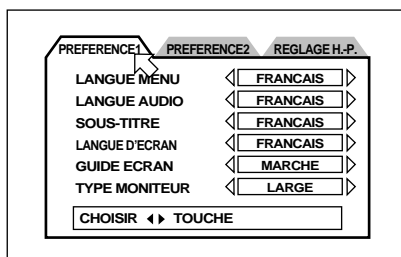 PREFERENCE1 PREFERENCE2 REGLAGE H.-P.
LANGUE MENU FRANCAIS
LANGUE AUDIO FRANCAIS
SOUS-TITRE FRANCAIS
LANGUE D'ECRAN FRANCAIS
GUIDE ECRAN MARCHE
TYPE MONITEUR LARGE
CHOISIR TOUCHE